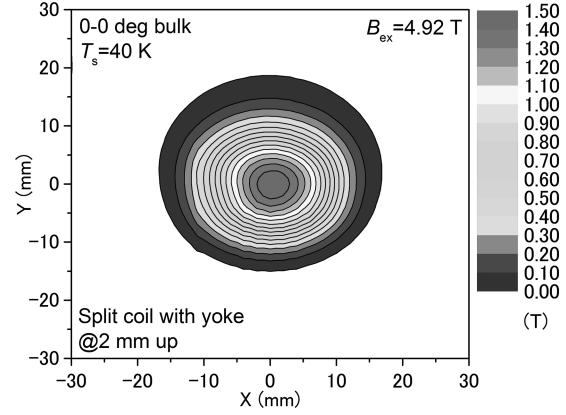 0-0 deg bulk
Ts=40 K
Bex=4.92 T
30
20
10
0
-10
-20
-30
Y (mm)
Split coil with yoke
@2 mm up
-30 -20 -10 0 10 20 30
X (mm)
1.50
1.40
1.30
1.20
1.10
1.00
0.90
0.80
0.70
0.60
0.50
0.40
0.30
0.20
0.10
0.00
(T)